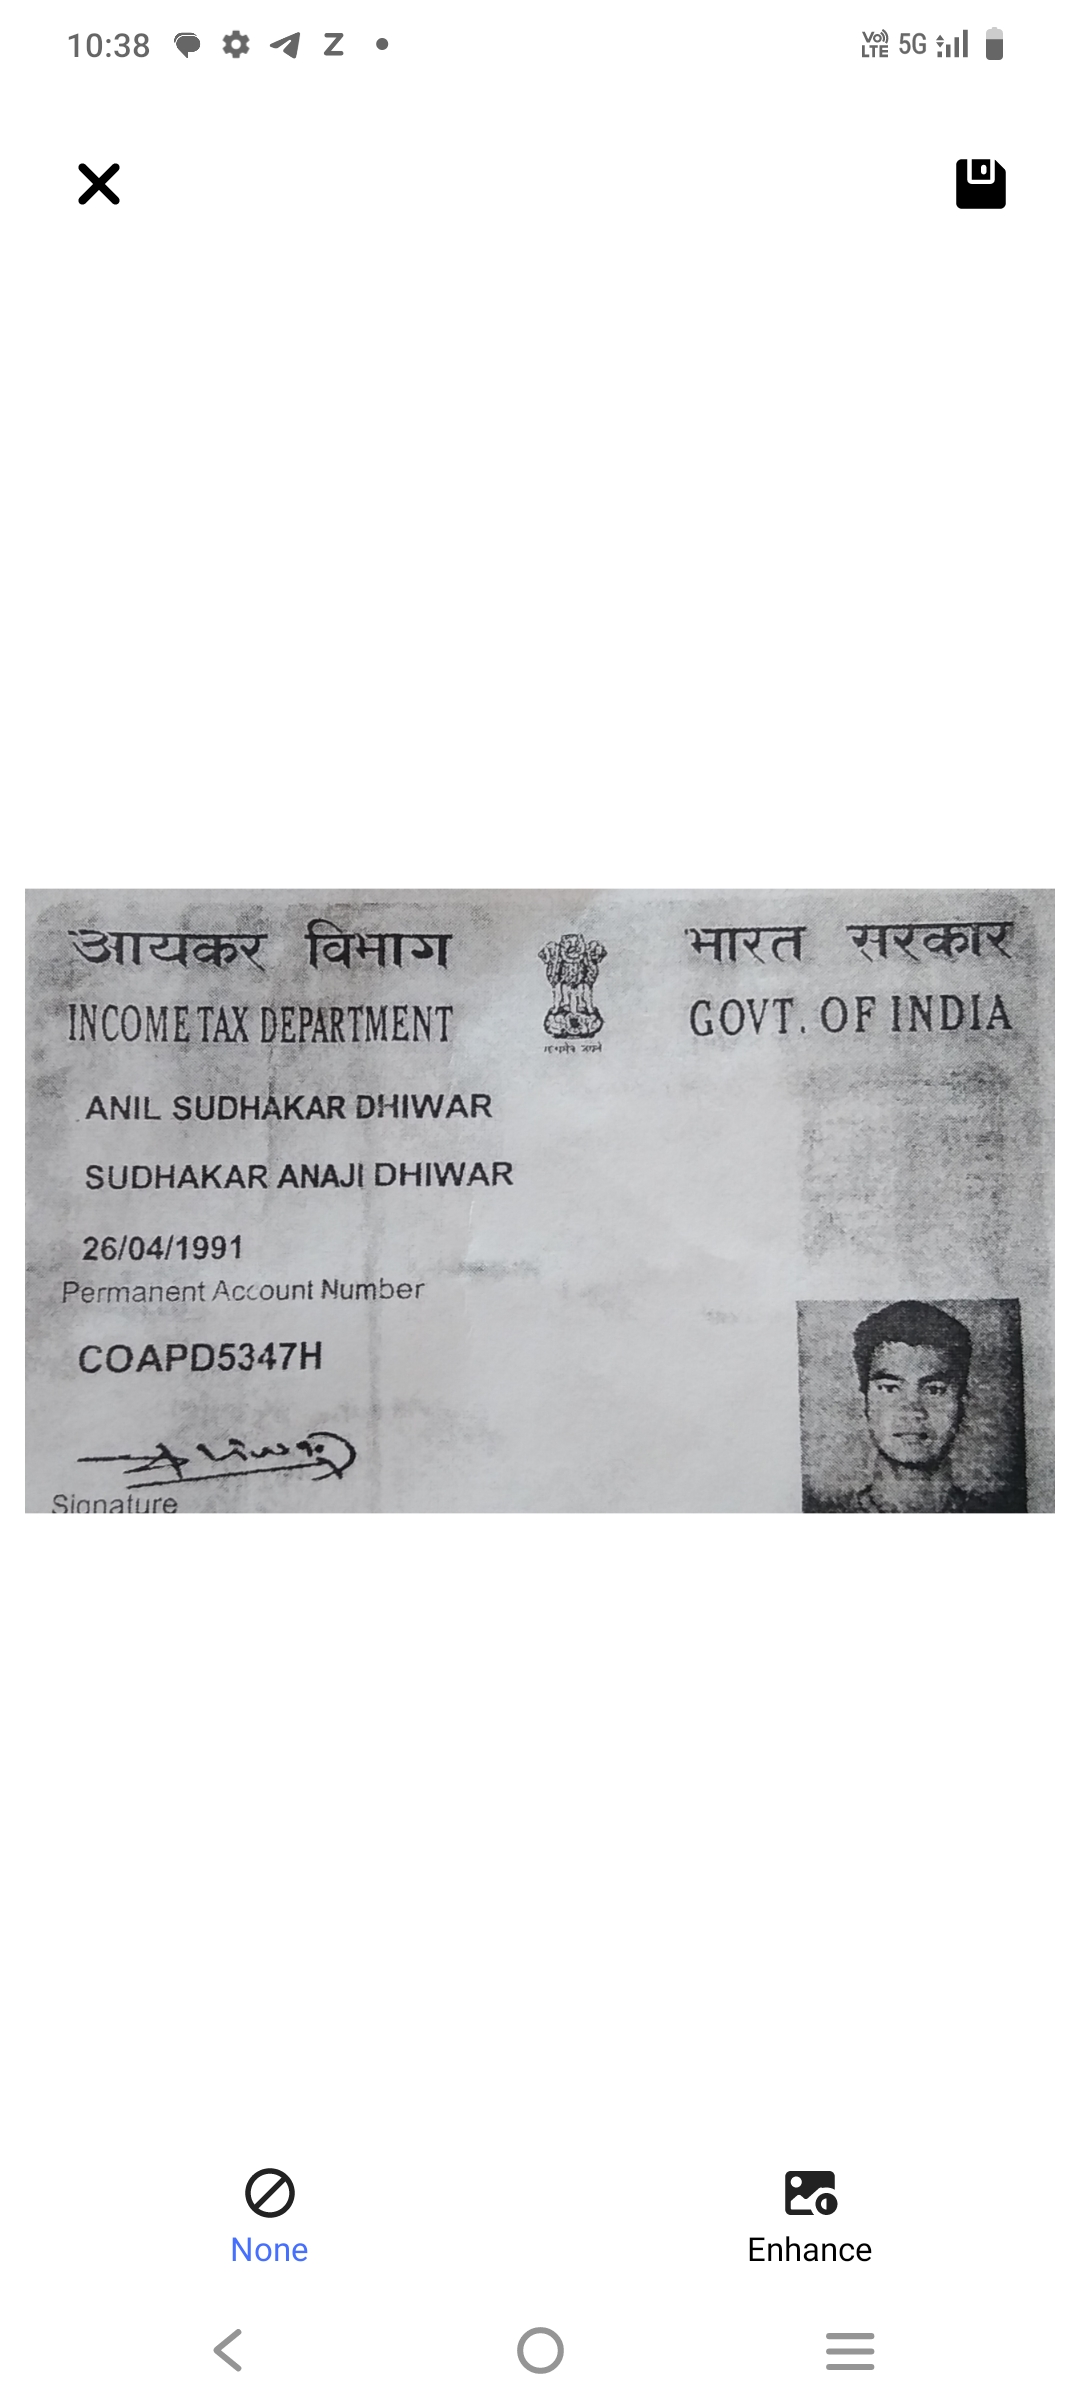 10:38 Z VoLTE 5G
आयकर विभाग भारत सरकार
INCOME TAX DEPARTMENT GOVT. OF INDIA
ANIL SUDHAKAR DHIWAR
SUDHAKAR ANAJI DHIWAR
26/04/1991
Permanent Account Number
COAPD5347H
Signature
None Enhance